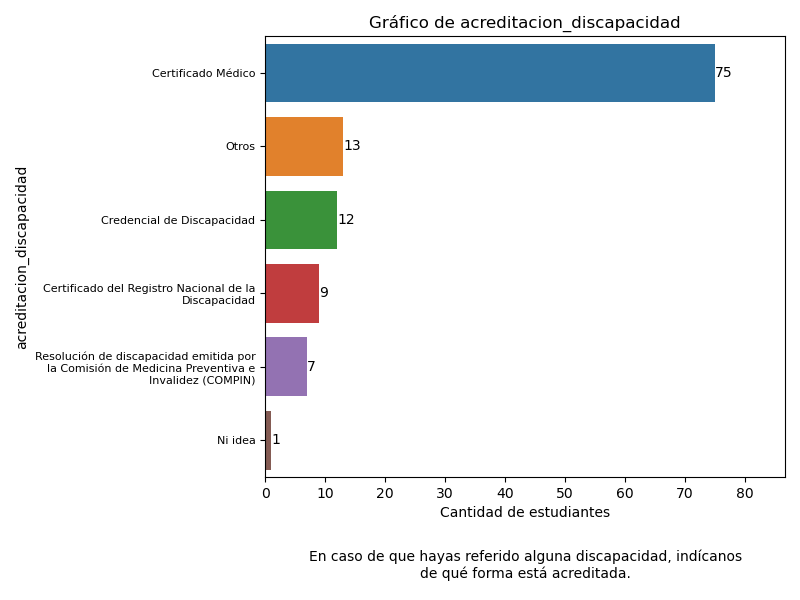 Gráfico de acreditacion_discapacidad
acreditacion_discapacidad
Certificado Médico
75
Otros
13
Credencial de Discapacidad
12
Certificado del Registro Nacional de la
Discapacidad
9
Resolución de discapacidad emitida por
la Comisión de Medicina Preventiva e
Invalidez (COMPIN)
7
Ni idea
1
0 10 20 30 40 50 60 70 80
Cantidad de estudiantes
En caso de que hayas referido alguna discapacidad, indícanos
de qué forma está acreditada.